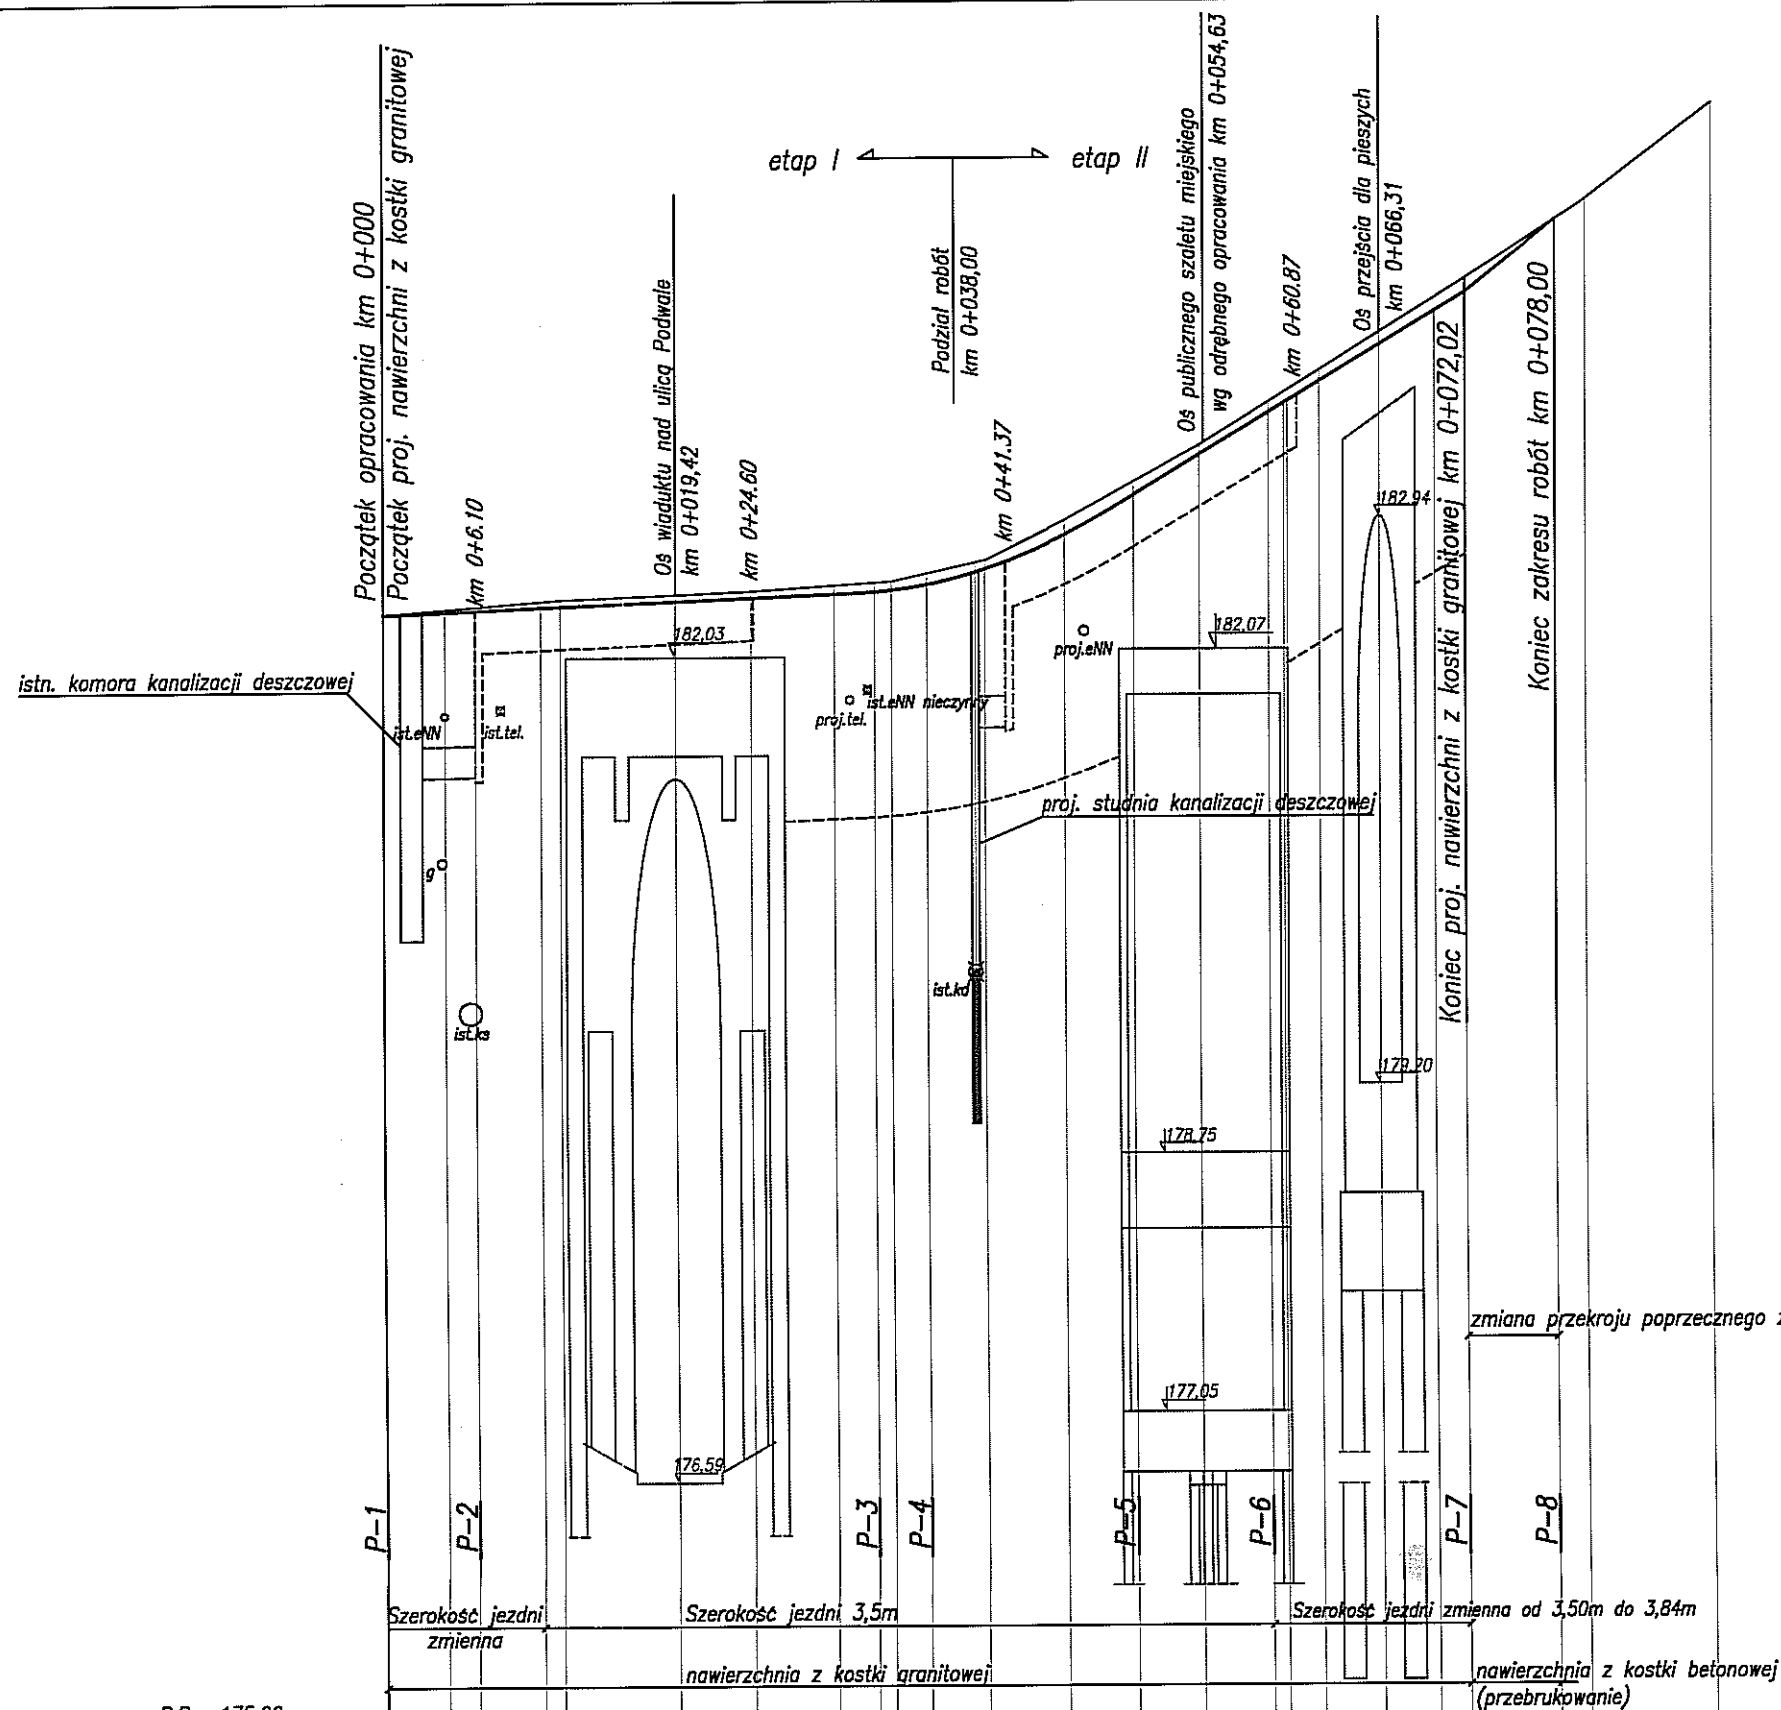 Początek opracowania km 0+000
Początek proj. nawierzchni z kostki granitowej
km 0+6.10
Oś wiaduktu nad ulicą Podwale
km 0+019,42
km 0+24.60
etap I
etap II
Podział robót
km 0+038,00
km 0+41.37
Oś publicznego szaletu miejskiego
wg odrębnego opracowania km 0+054,63
km 0+60.87
Oś przejścia dla pieszych
km 0+066,31
Koniec proj. nawierzchni z kostki granitowej km 0+072,02
Koniec zakresu robót km 0+078,00
istn. komora kanalizacji deszczowej
182,03
182,07
182,94
proj.eNN
ist.eNN
ist.tel.
proj.tel.
ist.eNN nieczynny
proj. studnia kanalizacji deszczowej
g
ist.kd
ist.ks
179,20
178,75
177,05
176,59
zmiana przekroju poprzecznego
P-1
P-2
P-3
P-4
P-5
P-6
P-7
P-8
Szerokość jezdni
zmienna
Szerokość jezdni 3,5m
Szerokość jezdni zmienna od 3,50m do 3,84m
nawierzchnia z kostki granitowej
nawierzchnia z kostki betonowej
(przebrukowanie)